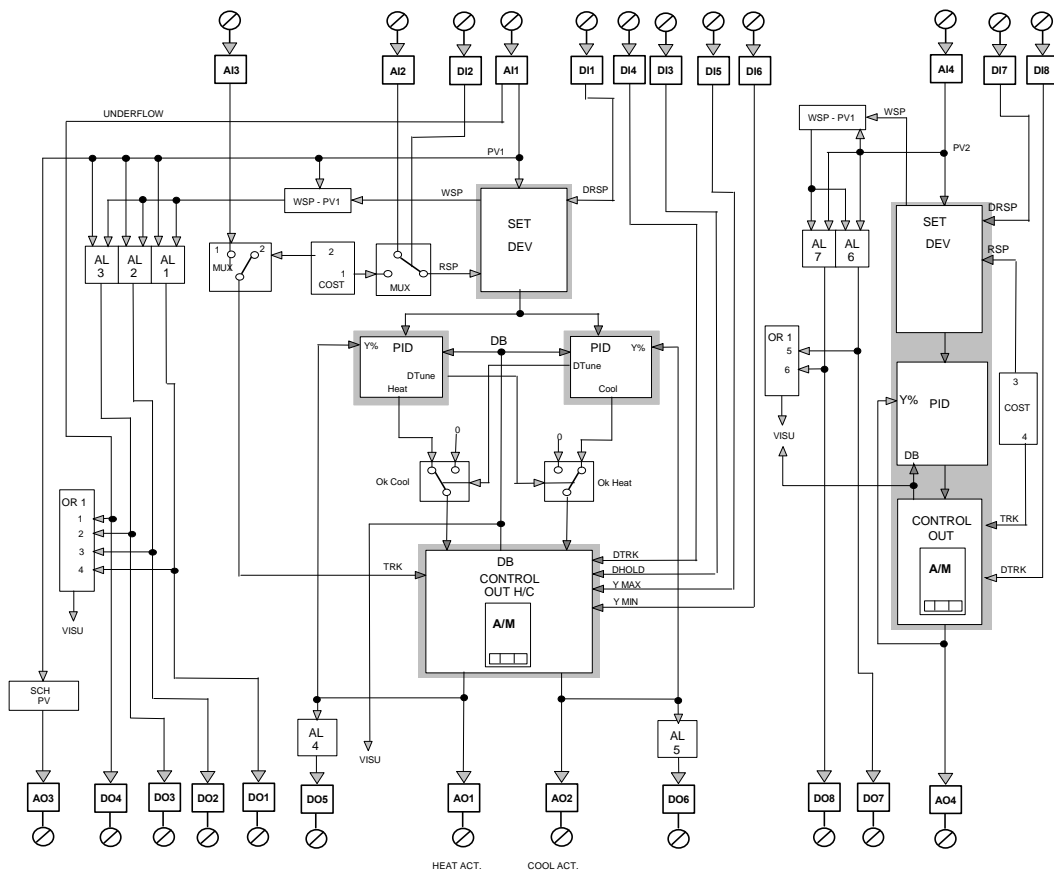 AI3
AI2
DI2
AI1
DI1
DI4
DI3
DI5
DI6
AI4
DI7
DI8
UNDERFLOW
WSP - PV1
WSP
PV1
PV2
WSP - PV1
WSP
DRSP
SET
DEV
DRSP
SET
DEV
RSP
AL
3
AL
2
AL
1
1
2
MUX
2
1
COST
MUX
RSP
AL
7
AL
6
Y%
PID
DTune
Heat
DB
PID
Y%
DTune
Cool
OR 1
5
6
VISU
Y%
PID
DB
3
COST
4
0
0
Ok Cool
Ok Heat
OR 1
1
2
3
4
VISU
TRK
DB
CONTROL
OUT H/C
A/M
DTRK
DHOLD
Y MAX
Y MIN
CONTROL
OUT
A/M
TRK
DTRK
SCH
PV
AL
4
VISU
AL
5
AO3
DO4
DO3
DO2
DO1
DO5
AO1
AO2
DO6
DO8
DO7
AO4
HEAT ACT.
COOL ACT.